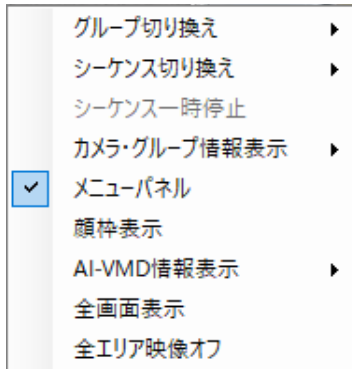 グループ切り換え
シーケンス切り換え
シーケンス一時停止
カメラ・グループ情報表示
メニューパネル
顔枠表示
AI-VMD情報表示
全画面表示
全エリア映像オフ